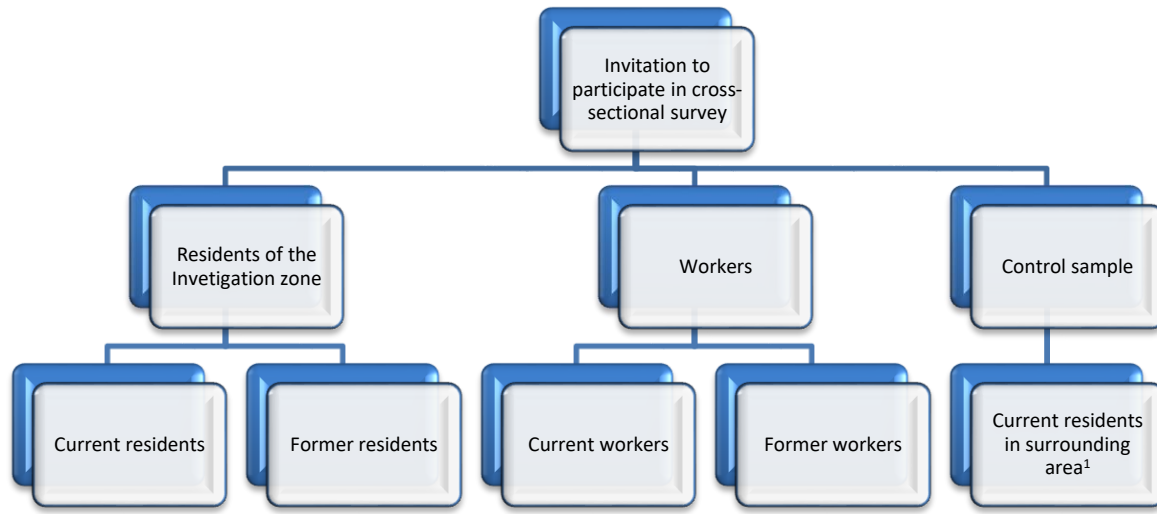 Invitation to
participate in cross-
sectional survey
Residents of the
Invetigation zone
Workers
Control sample
Current residents
Former residents
Current workers
Former workers
Current residents
in surrounding
area¹